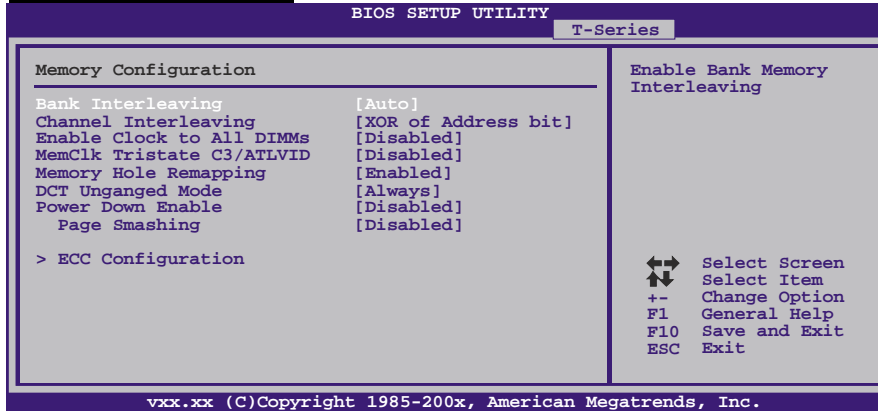 BIOS SETUP UTILITY
T-Series
Memory Configuration
Bank Interleaving [Auto]
Channel Interleaving [XOR of Address bit]
Enable Clock to All DIMMs [Disabled]
MemClk Tristate C3/ATLVID [Disabled]
Memory Hole Remapping [Enabled]
DCT Unganged Mode [Always]
Power Down Enable [Disabled]
Page Smashing [Disabled]
> ECC Configuration
Enable Bank Memory
Interleaving
Select Screen
Select Item
+- Change Option
F1 General Help
F10 Save and Exit
ESC Exit
vxx.xx (C)Copyright 1985-200x, American Megatrends, Inc.